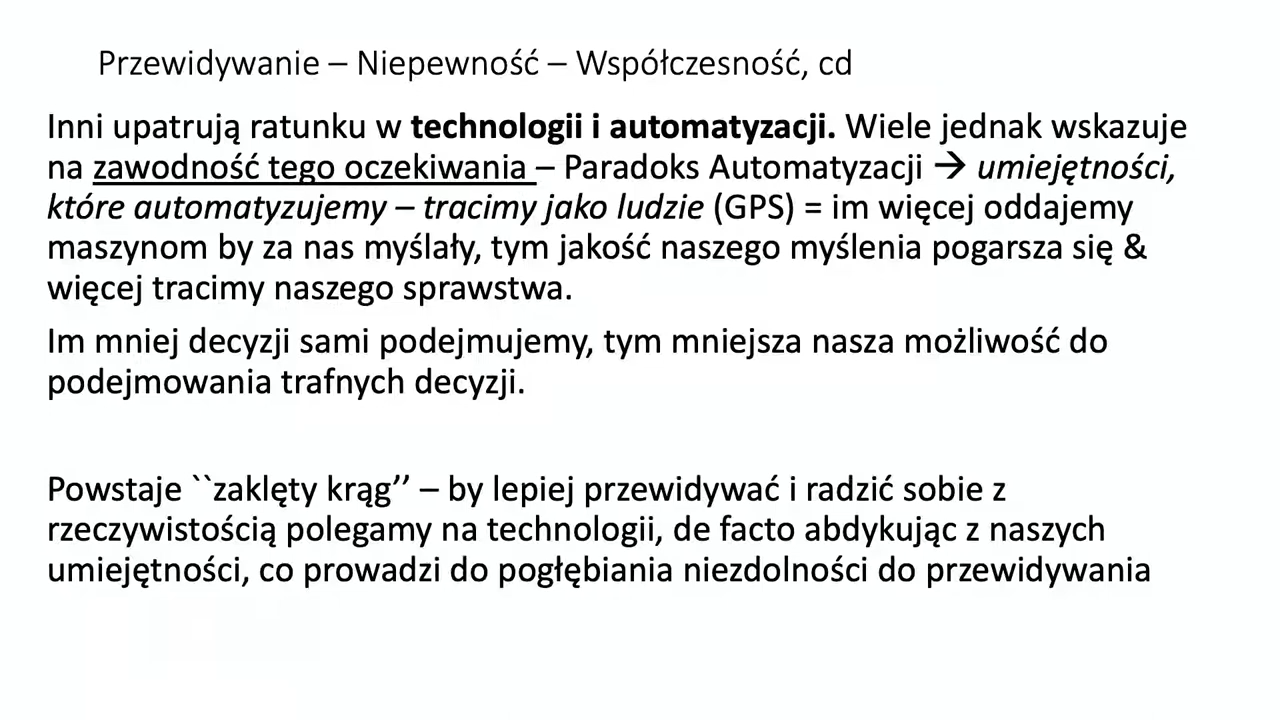 Przewidywanie – Niepewność – Współczesność, cd
Inni upatrują ratunku w technologii i automatyzacji. Wiele jednak wskazuje
na zawodność tego oczekiwania – Paradoks Automatyzacji → umiejętności,
które automatyzujemy – tracimy jako ludzie (GPS) = im więcej oddajemy
maszynom by za nas myślały, tym jakość naszego myślenia pogarsza się &
więcej tracimy naszego sprawstwa.
Im mniej decyzji sami podejmujemy, tym mniejsza nasza możliwość do
podejmowania trafnych decyzji.
Powstaje ``zaklęty krąg’’ – by lepiej przewidywać i radzić sobie z
rzeczywistością polegamy na technologii, de facto abdykując z naszych
umiejętności, co prowadzi do pogłębiania niezdolności do przewidywania